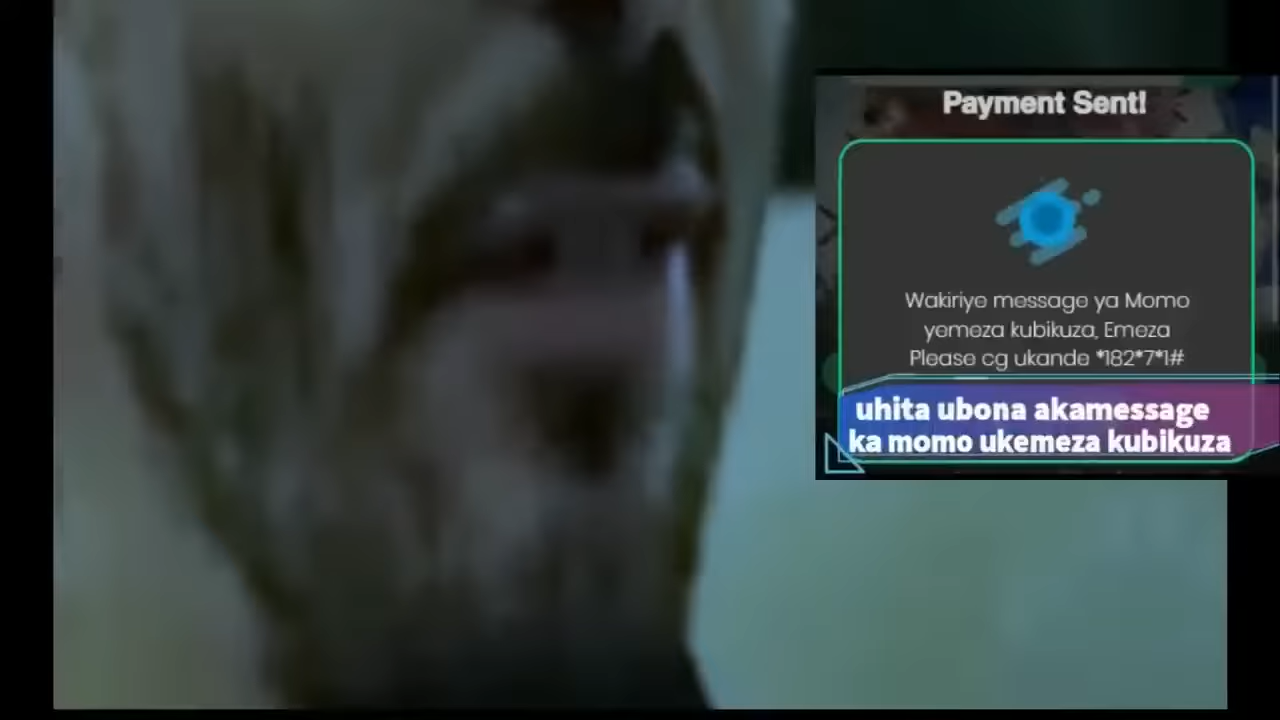 Payment Sent!
Wakiriye message ya Momo
yemeza kubikuza, Emeza
Please cg ukande *182*7*1#
uhita ubona akamessage
ka momo ukemeza kubikuza